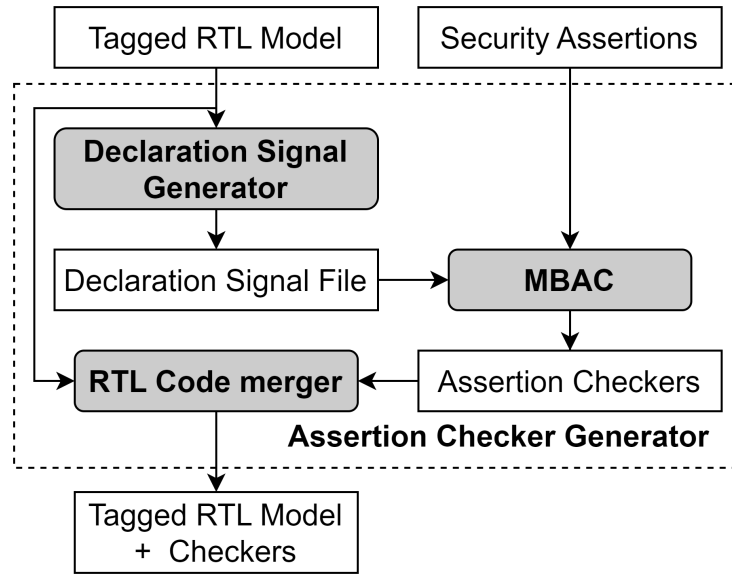 Tagged RTL Model
Security Assertions
Declaration Signal
Generator
Declaration Signal File
MBAC
RTL Code merger
Assertion Checkers
Assertion Checker Generator
Tagged RTL Model
+ Checkers